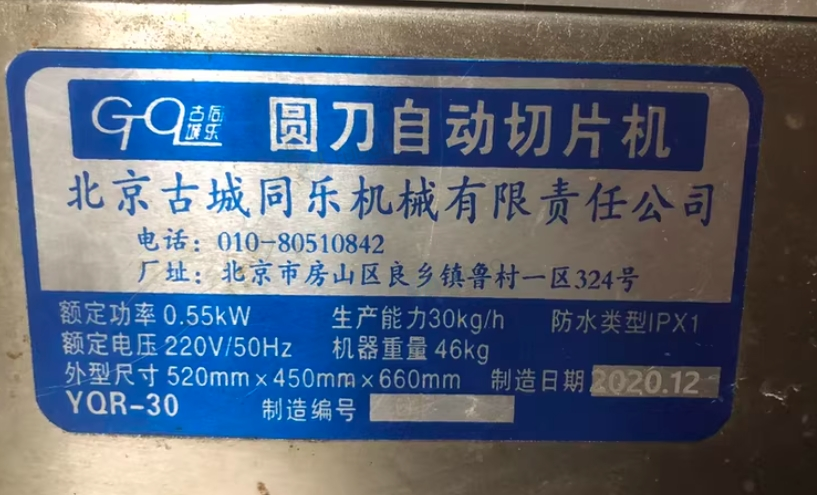 GQ 古城同乐 圆刀自动切片机
北京古城同乐机械有限责任公司
电话：010-80510842
厂址：北京市房山区良乡镇鲁村一区324号
额定功率 0.55kW 生产能力30kg/h 防水类型IPX1
额定电压 220V/50Hz 机器重量 46kg
外型尺寸 520mm×450mm×660mm 制造日期 2020.12
YQR-30 制造编号